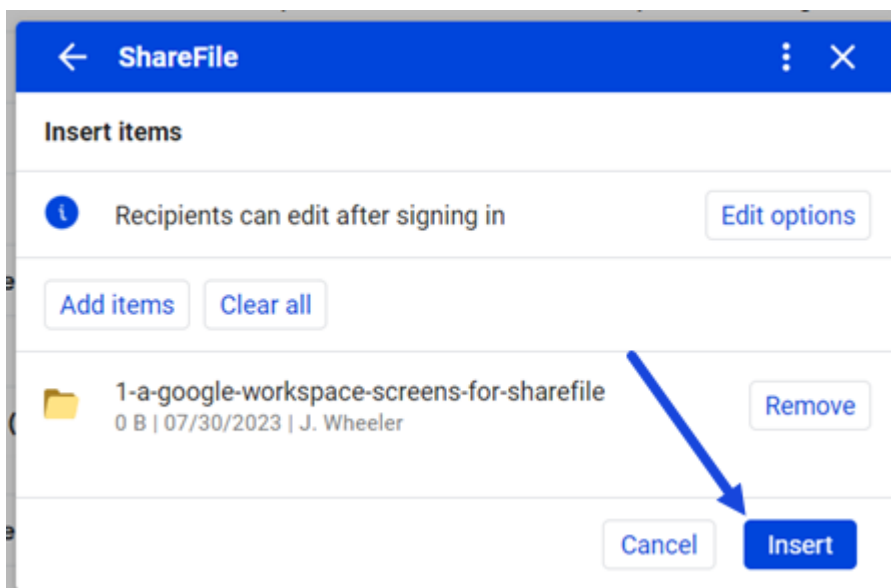 ShareFile
Insert items
Recipients can edit after signing in
Edit options
Add items
Clear all
1-a-google-workspace-screens-for-sharefile
0 B | 07/30/2023 | J. Wheeler
Remove
Cancel
Insert